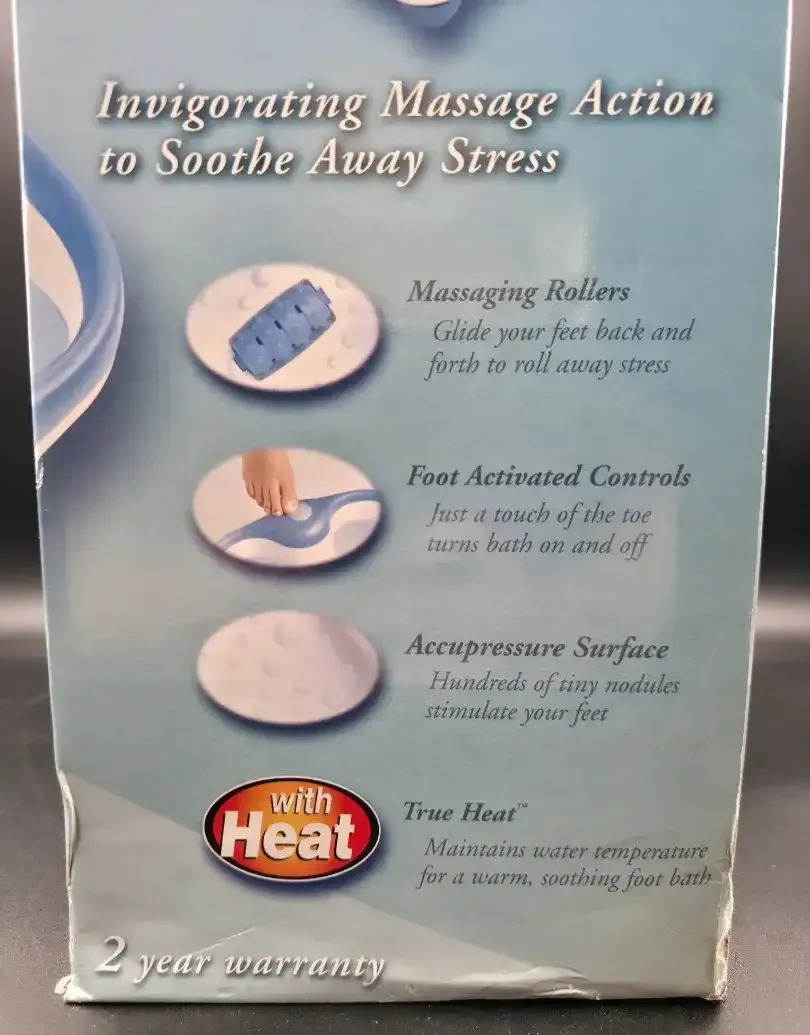 Invigorating Massage Action
to Soothe Away Stress
Massaging Rollers
Glide your feet back and
forth to roll away stress
Foot Activated Controls
Just a touch of the toe
turns bath on and off
Accupressure Surface
Hundreds of tiny nodules
stimulate your feet
with
Heat
True Heat™
Maintains water temperature
for a warm, soothing foot bath
2 year warranty